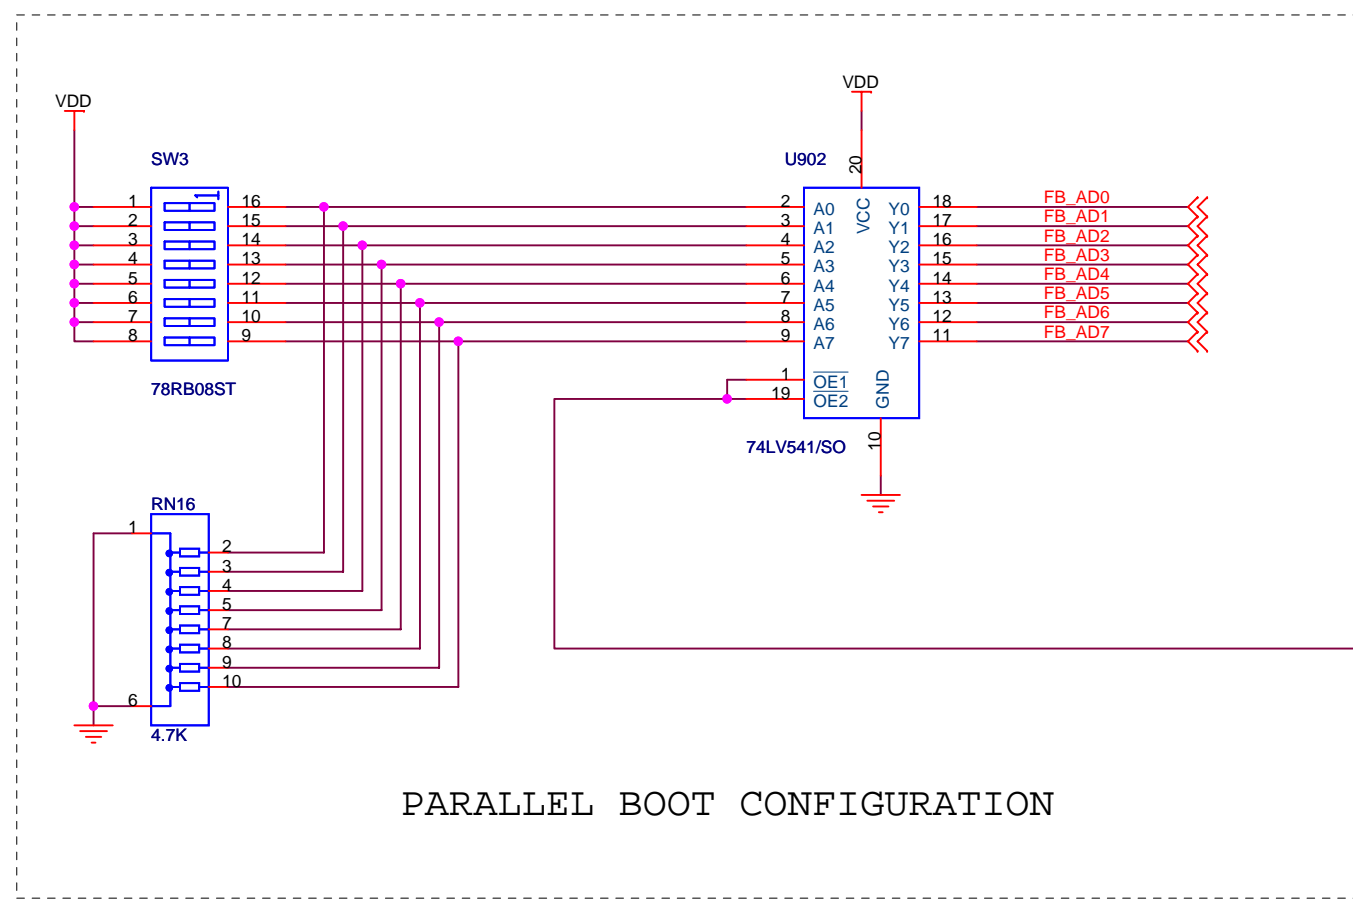 VDD
VDD
SW3
U902
1
1 16
2 15
3 14
4 13
5 12
6 11
7 10
8 9
78RB08ST
20
VCC
2 A0 Y0 18 FB_AD0
3 A1 Y1 17 FB_AD1
4 A2 Y2 16 FB_AD2
5 A3 Y3 15 FB_AD3
6 A4 Y4 14 FB_AD4
7 A5 Y5 13 FB_AD5
8 A6 Y6 12 FB_AD6
9 A7 Y7 11 FB_AD7
1 OE1
19 OE2
GND
10
74LV541/SO
RN16
1
2
3
4
5
7
8
9
10
6
4.7K
PARALLEL BOOT CONFIGURATION